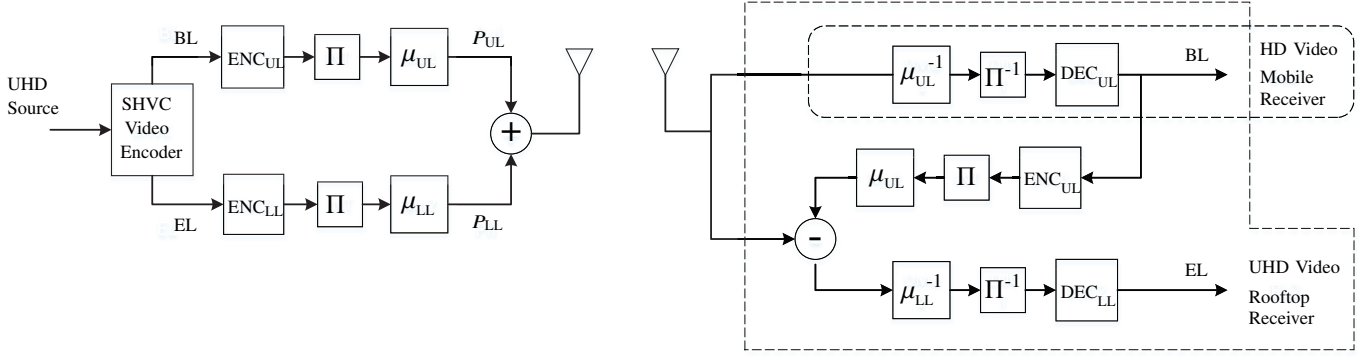 UHD
Source
SHVC
Video
Encoder
BL
ENC_UL
Π
μ_UL
P_UL
+
EL
ENC_LL
Π
μ_LL
P_LL
μ_UL^-1
Π^-1
DEC_UL
BL
HD Video
Mobile
Receiver
μ_UL
Π
ENC_UL
-
μ_LL^-1
Π^-1
DEC_LL
EL
UHD Video
Rooftop
Receiver